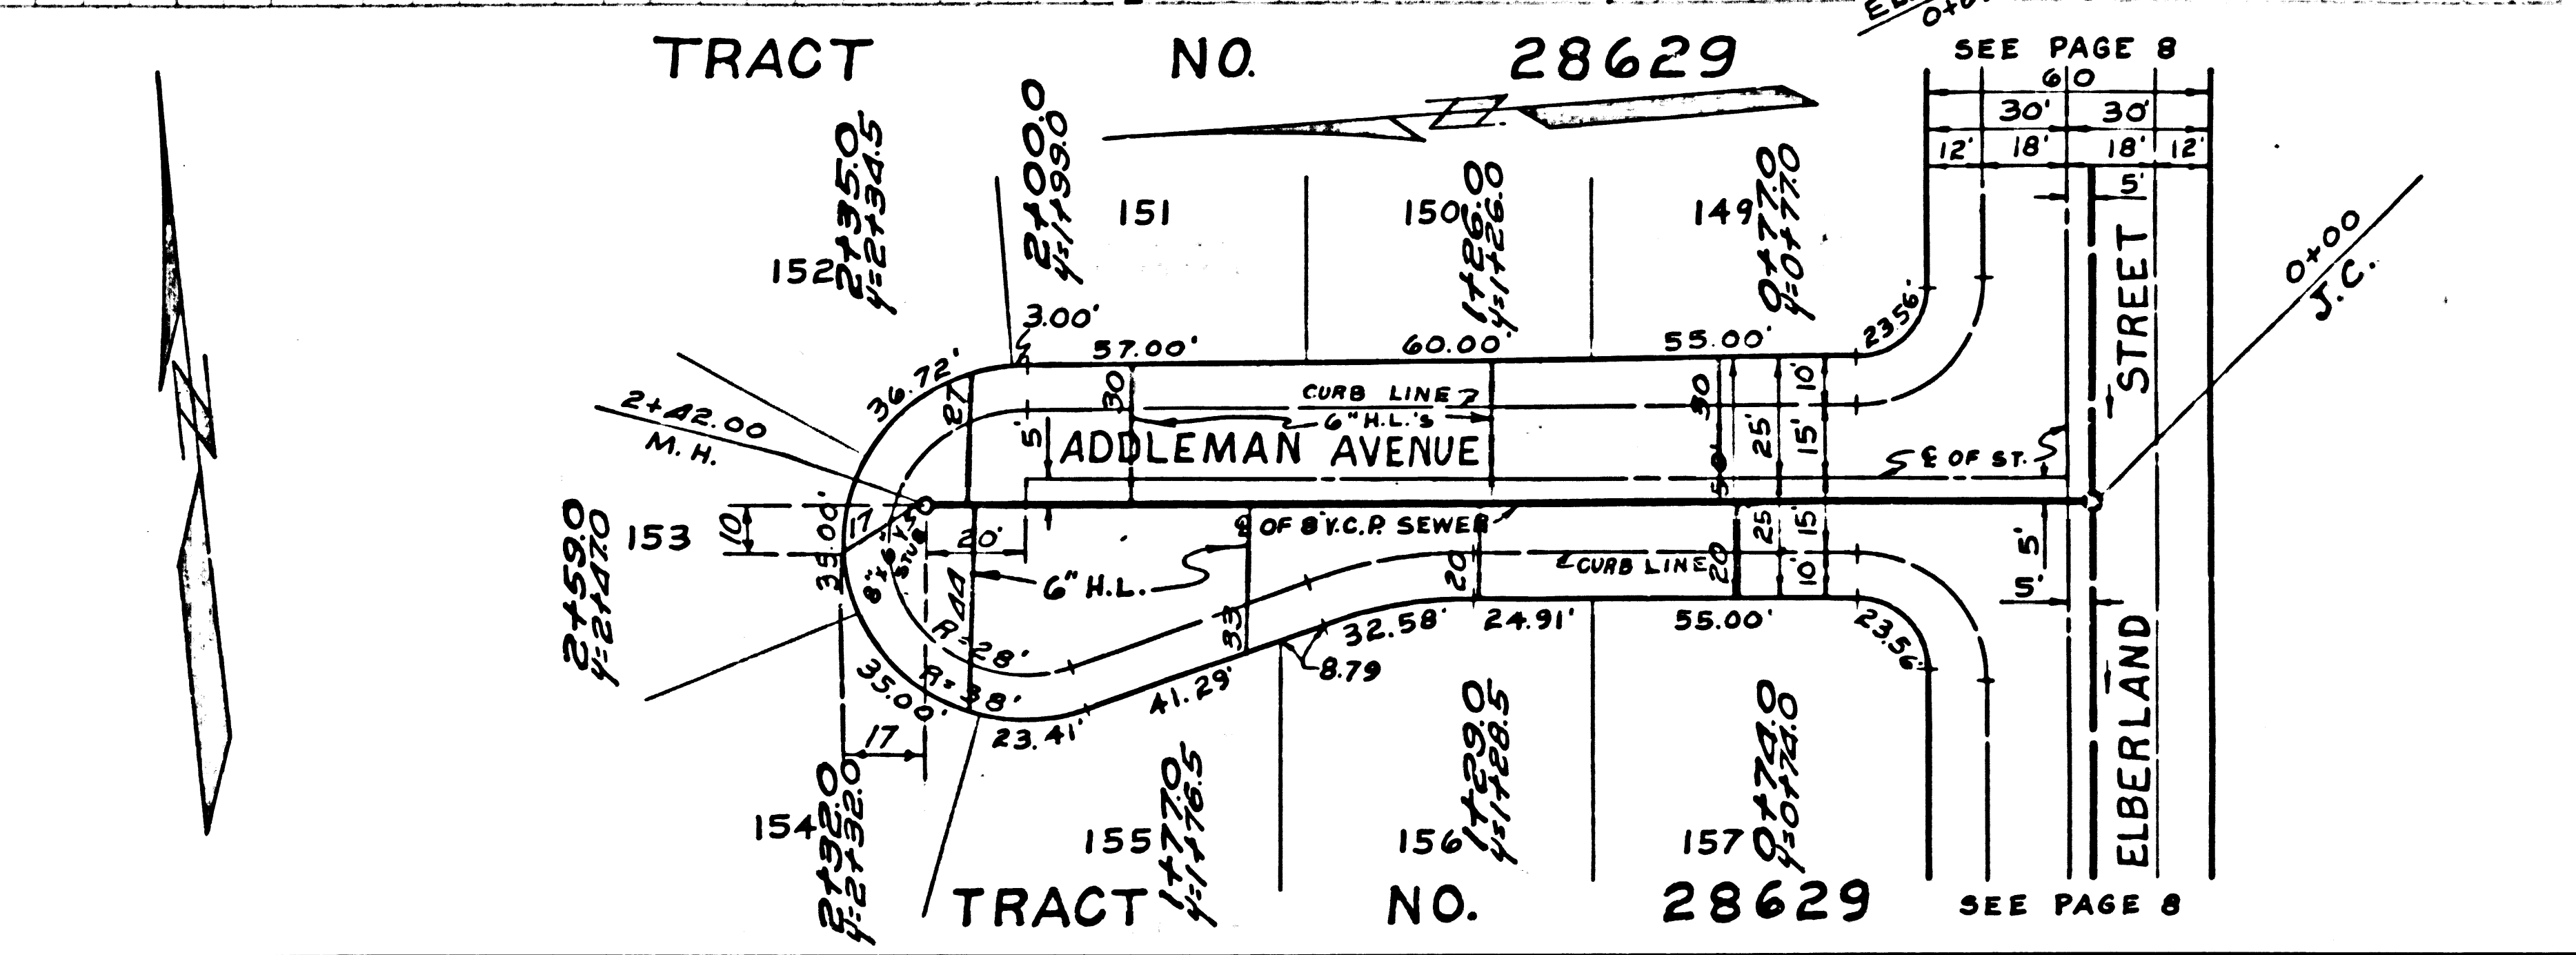 TRACT NO. 28629
SEE PAGE 8
60
30' 30'
12' 18' 18' 12'
5'
2+35.0
Y=2+34.5
2+00.0
Y=1+99.0
1+26.0
Y=1+26.0
0+77.0
Y=0+77.0
152
151
150
149
0+00
J.C.
STREET
3.00'
57.00'
60.00'
55.00'
23.56'
36.72'
27
30
30
CURB LINE
6" H.L.'S
25'
10'
15'
2+42.00
M.H.
5'
ADDLEMAN AVENUE
5.0'
℄ OF ST.
35.00'
17
10
153
2+59.0
Y=2+47.0
20'
℄ OF 8" V.C.P. SEWER
25
15'
10'
8" x 6" Y
STUB
44
6" H.L.
33
20
CURB LINE
20
5'
5'
R=28'
R=38'
35.00'
23.41'
41.29'
8.79
32.58'
24.91'
55.00'
23.56'
17
154
2+32.0
Y=2+32.0
155
1+77.0
Y=1+76.5
156
1+29.0
Y=1+28.5
157
0+74.0
Y=0+74.0
ELBERLAND
TRACT NO. 28629
SEE PAGE 8